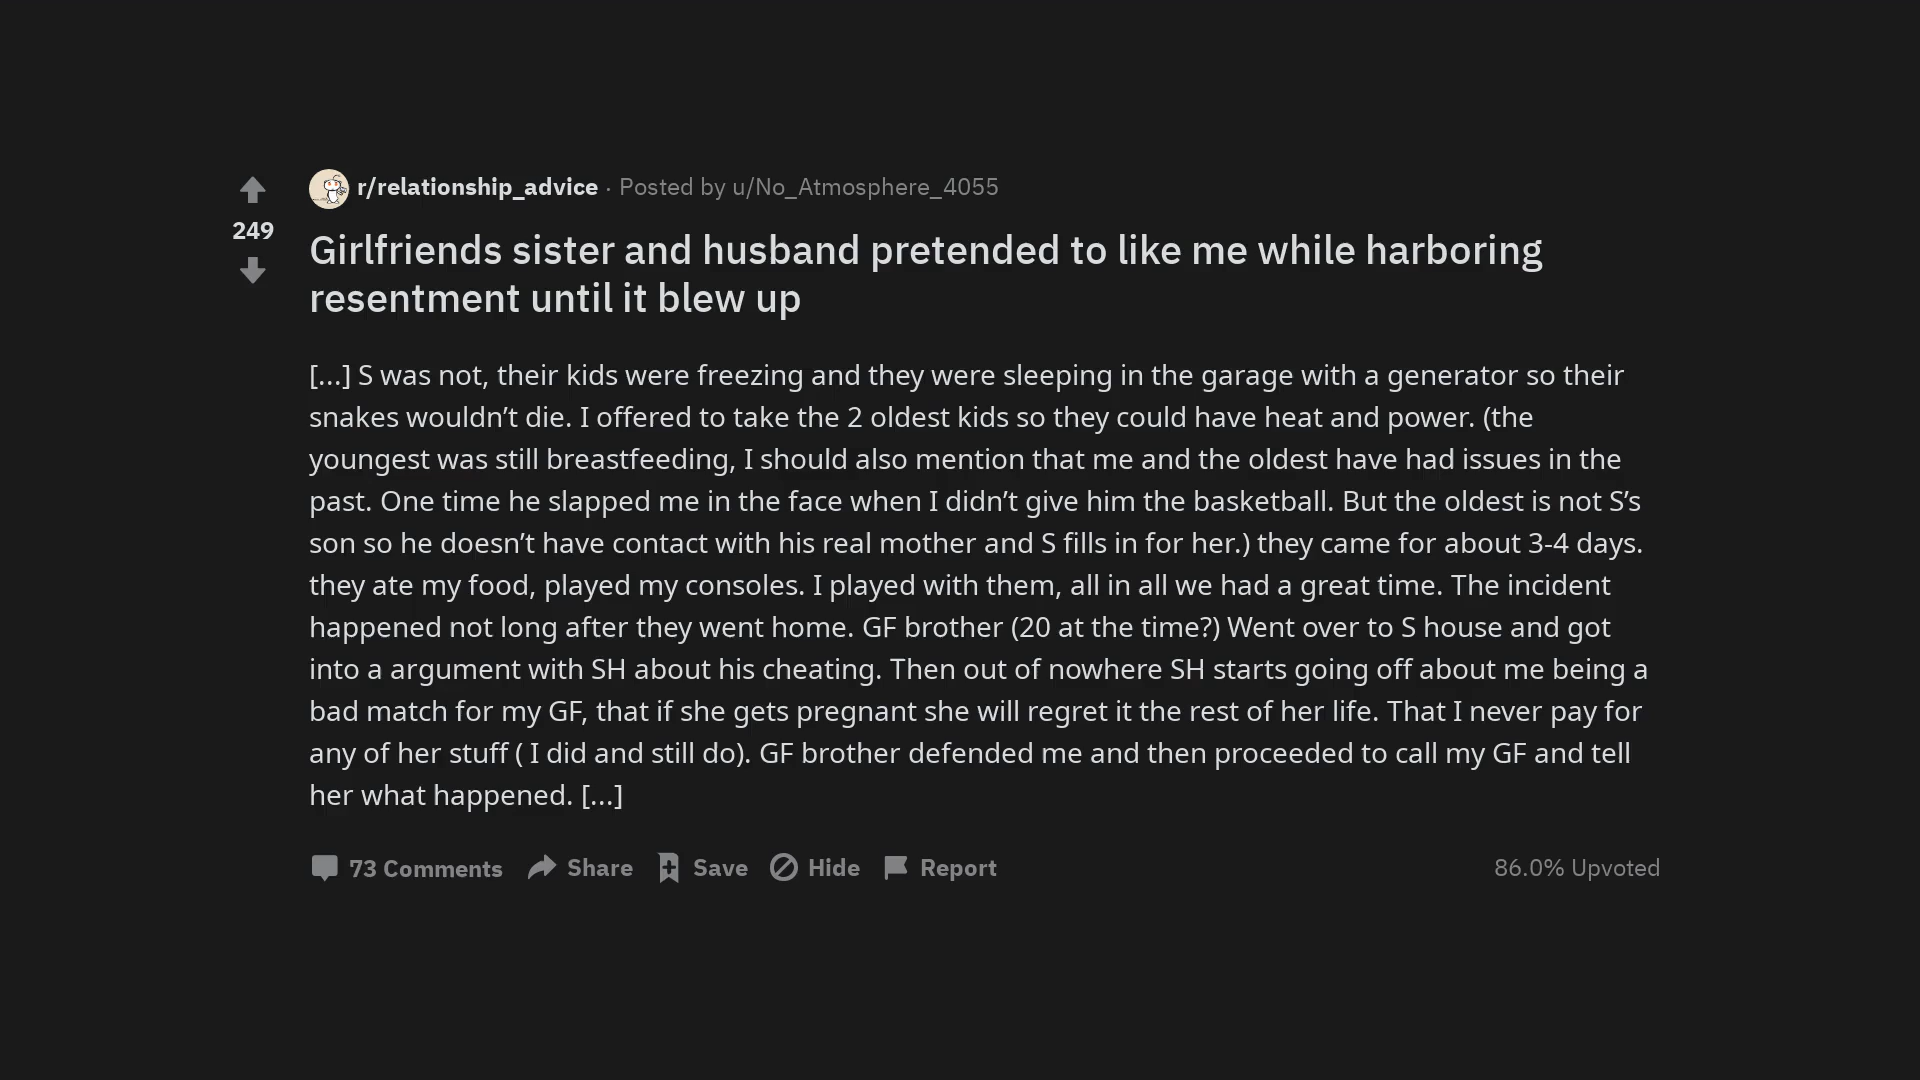 r/relationship_advice · Posted by u/No_Atmosphere_4055
249
Girlfriends sister and husband pretended to like me while harboring
resentment until it blew up
[...] S was not, their kids were freezing and they were sleeping in the garage with a generator so their
snakes wouldn’t die. I offered to take the 2 oldest kids so they could have heat and power. (the
youngest was still breastfeeding, I should also mention that me and the oldest have had issues in the
past. One time he slapped me in the face when I didn’t give him the basketball. But the oldest is not S’s
son so he doesn’t have contact with his real mother and S fills in for her.) they came for about 3-4 days.
they ate my food, played my consoles. I played with them, all in all we had a great time. The incident
happened not long after they went home. GF brother (20 at the time?) Went over to S house and got
into a argument with SH about his cheating. Then out of nowhere SH starts going off about me being a
bad match for my GF, that if she gets pregnant she will regret it the rest of her life. That I never pay for
any of her stuff ( I did and still do). GF brother defended me and then proceeded to call my GF and tell
her what happened. [...]
73 Comments Share Save Hide Report 86.0% Upvoted